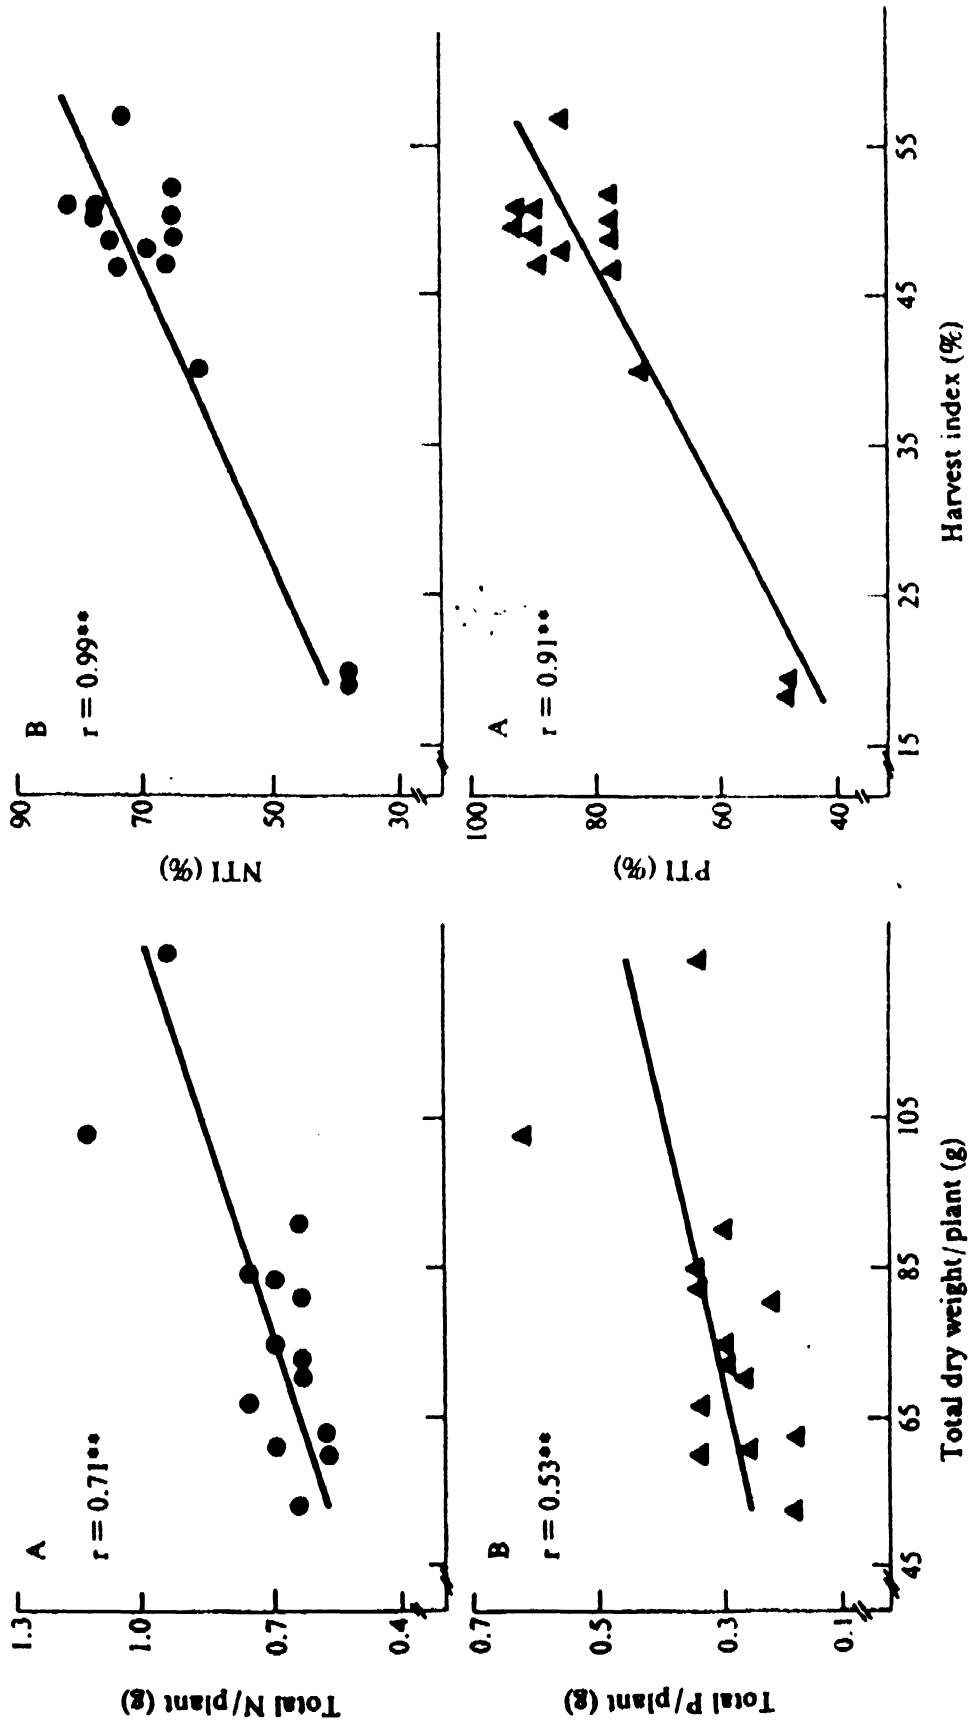 A
r = 0.71**
Total N/plant (g)
1.3
1.0
0.7
0.4
B
r = 0.53**
Total P/plant (g)
0.7
0.5
0.3
0.1
45
65
85
105
Total dry weight/plant (g)
B
r = 0.99**
NTI (%)
90
70
50
30
A
r = 0.91**
PTI (%)
100
80
60
40
15
25
35
45
55
Harvest index (%)